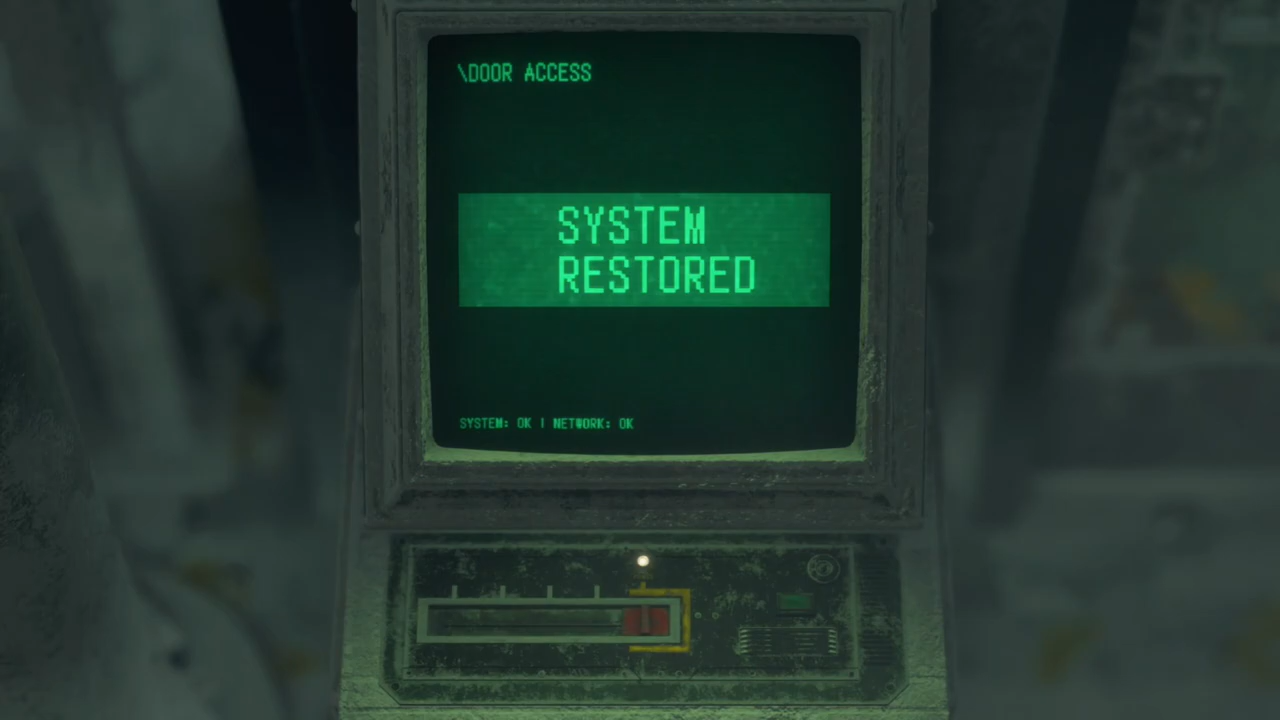 \DOOR ACCESS
SYSTEM
RESTORED
SYSTEM: OK | NETWORK: OK